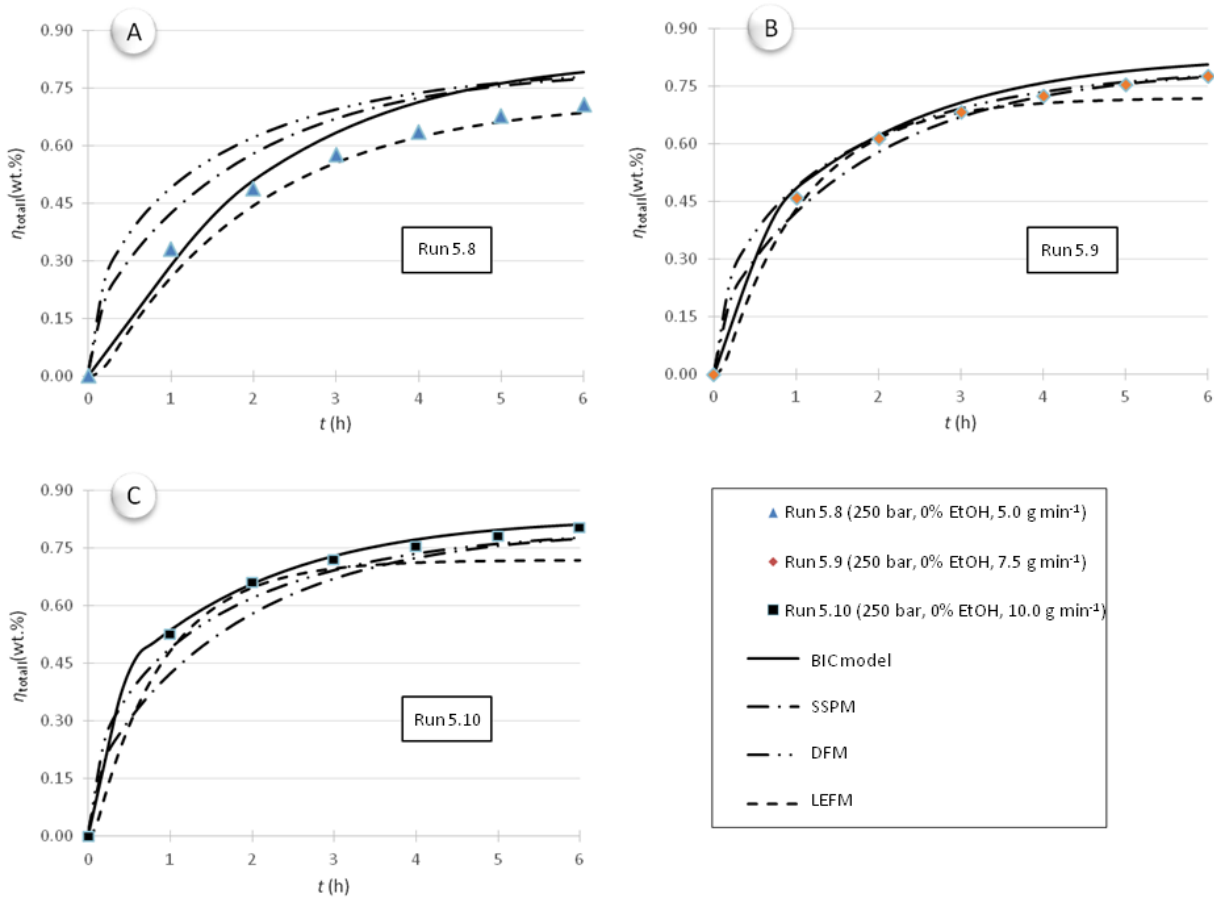 A
0.90
0.75
0.60
0.45
0.30
0.15
0.00
ηtotall(wt.%)
0 1 2 3 4 5 6
t (h)
Run 5.8
B
0.90
0.75
0.60
0.45
0.30
0.15
0.00
ηtotall(wt.%)
0 1 2 3 4 5 6
t (h)
Run 5.9
C
0.90
0.75
0.60
0.45
0.30
0.15
0.00
ηtotall(wt.%)
0 1 2 3 4 5 6
t (h)
Run 5.10
Run 5.8 (250 bar, 0% EtOH, 5.0 g min⁻¹)
Run 5.9 (250 bar, 0% EtOH, 7.5 g min⁻¹)
Run 5.10 (250 bar, 0% EtOH, 10.0 g min⁻¹)
BIC model
SSPM
DFM
LEFM